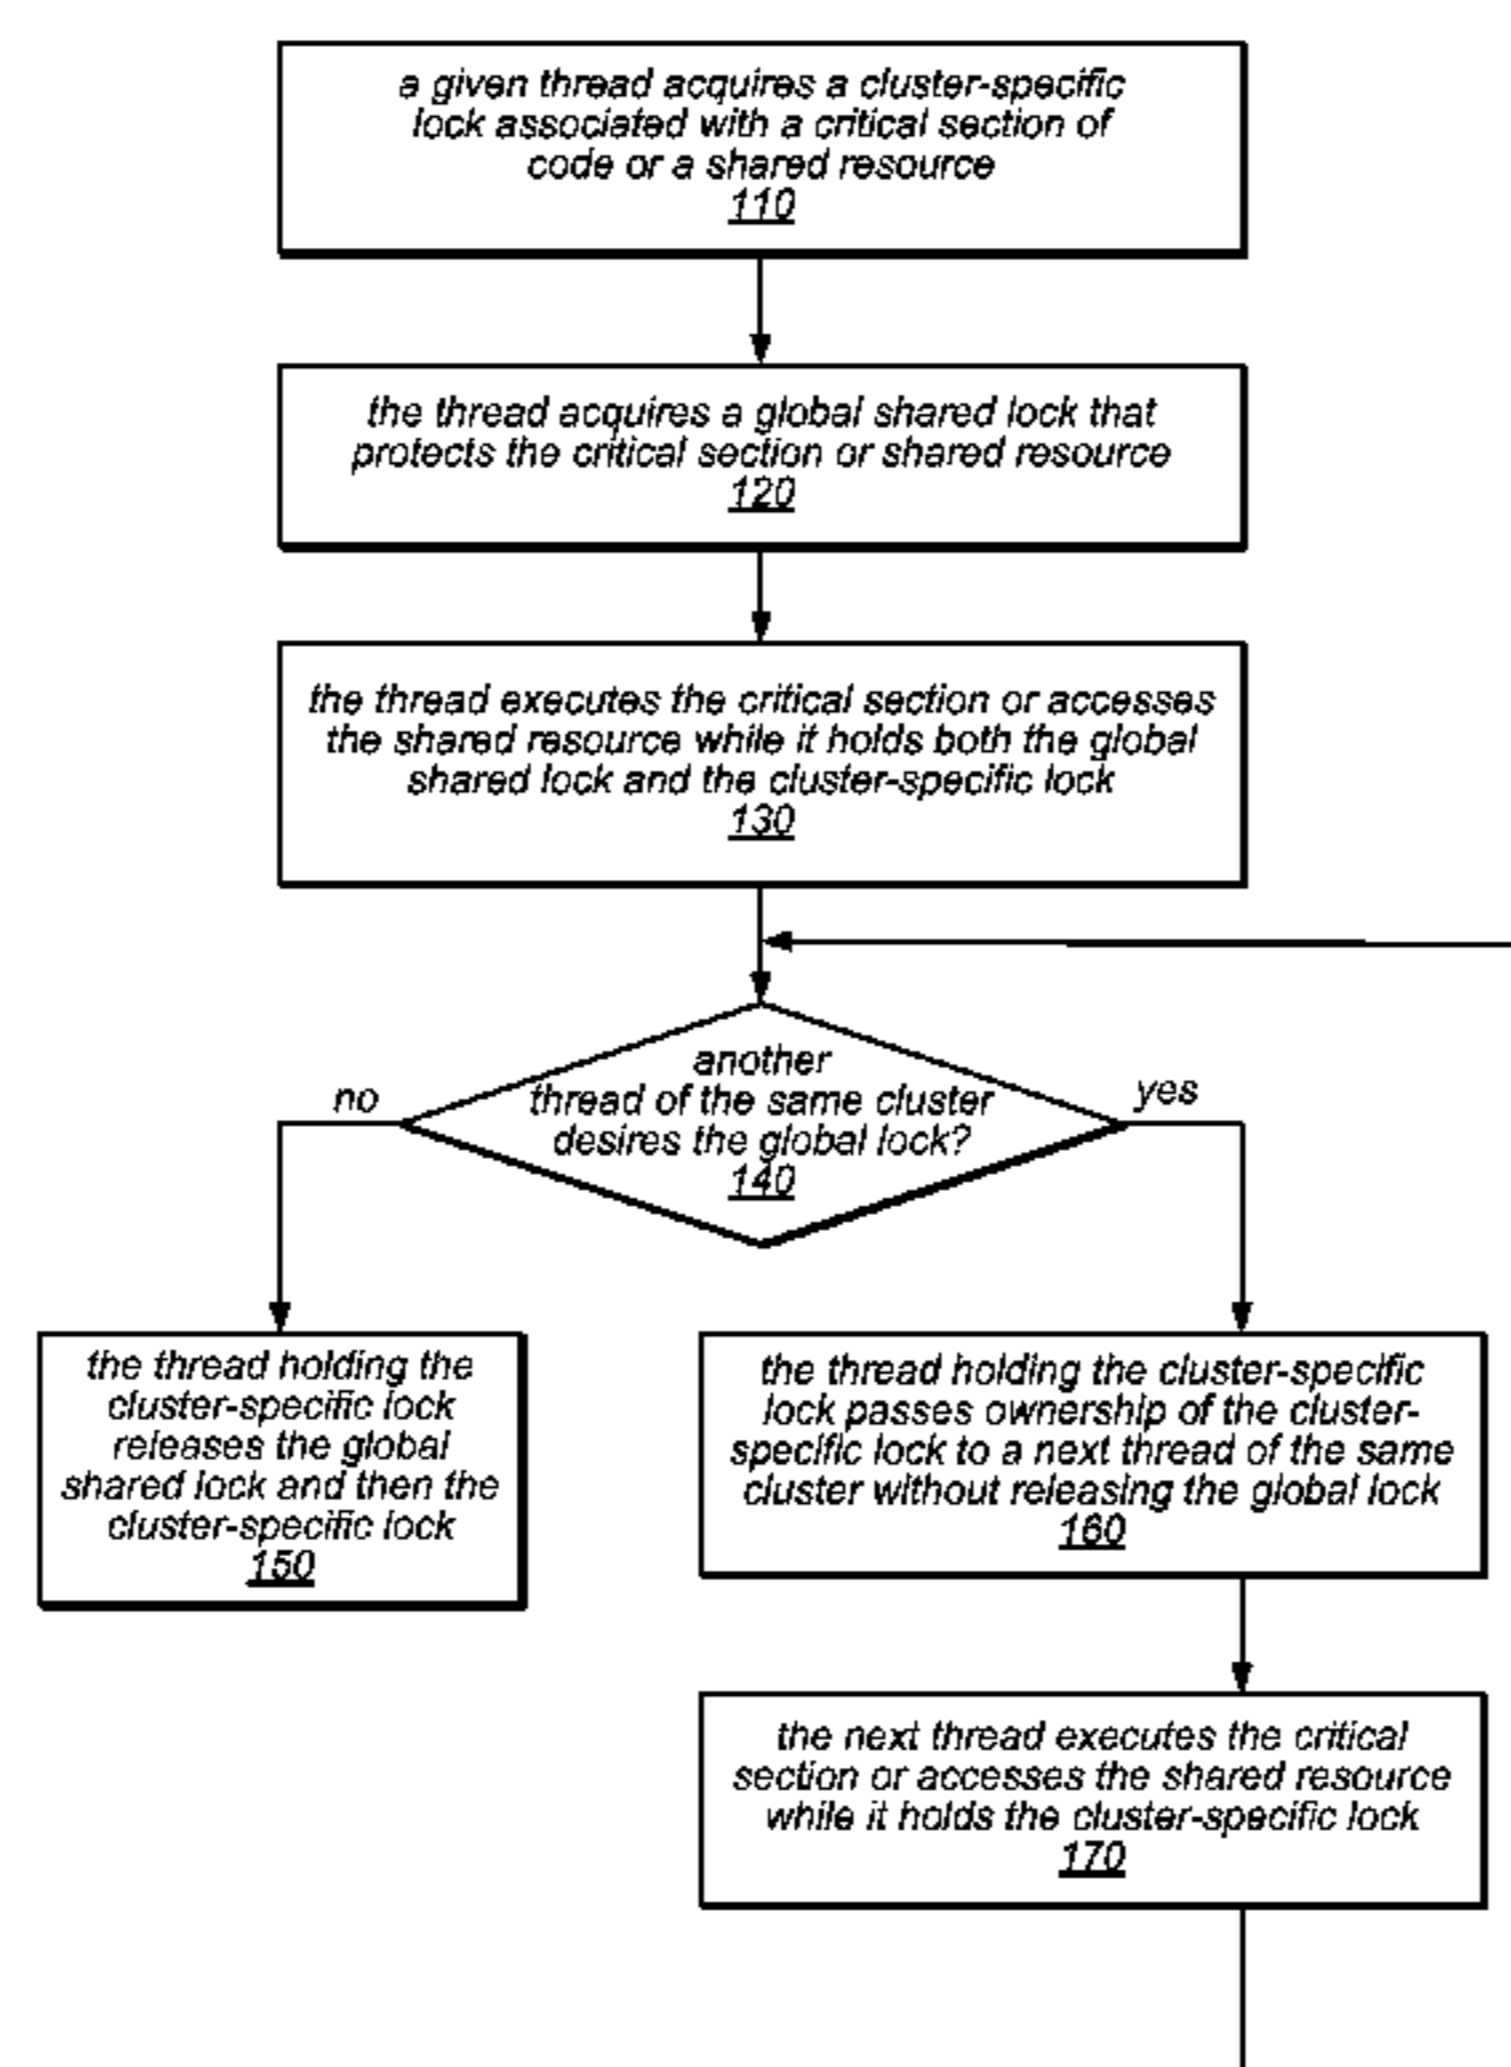 a given thread acquires a cluster-specific
lock associated with a critical section of
code or a shared resource
110
the thread acquires a global shared lock that
protects the critical section or shared resource
120
the thread executes the critical section or accesses
the shared resource while it holds both the global
shared lock and the cluster-specific lock
130
another
thread of the same cluster
desires the global lock?
140
no
yes
the thread holding the
cluster-specific lock
releases the global
shared lock and then the
cluster-specific lock
150
the thread holding the cluster-specific
lock passes ownership of the cluster-
specific lock to a next thread of the same
cluster without releasing the global lock
160
the next thread executes the critical
section or accesses the shared resource
while it holds the cluster-specific lock
170